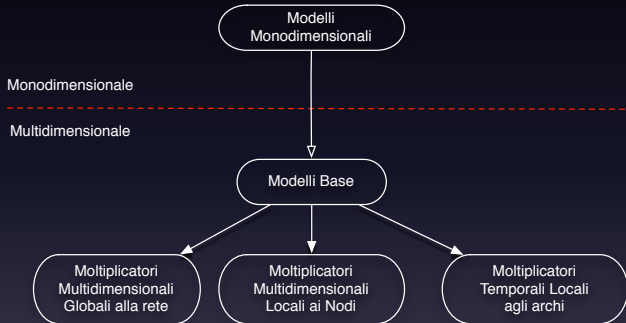 Modelli
Monodimensionali
Monodimensionale
Multidimensionale
Modelli Base
Moltiplicatori
Multidimensionali
Globali alla rete
Moltiplicatori
Multidimensionali
Locali ai Nodi
Moltiplicatori
Temporali Locali
agli archi